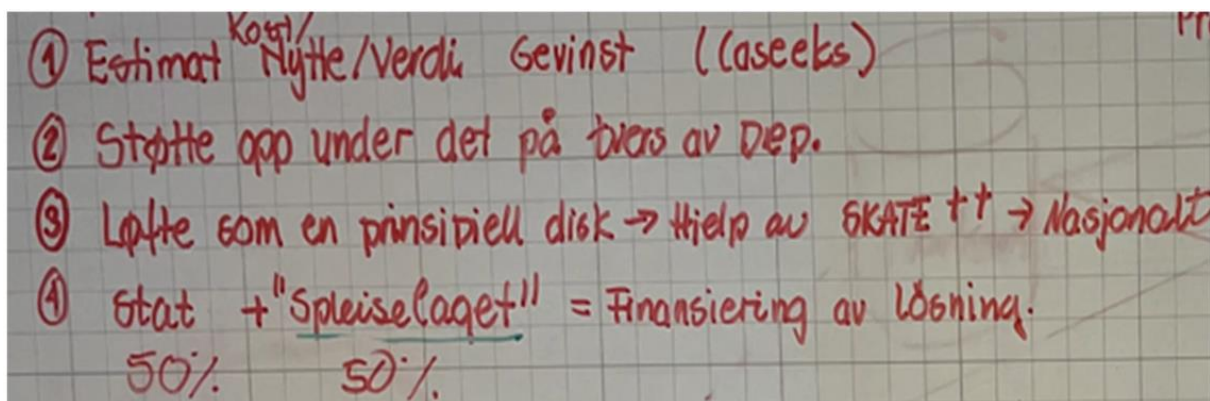 Kost/
① Estimat Nytte/Verdi Gevinst (Caseeks)
② Støtte opp under det på tvers av Dep.
③ Løfte som en prinsipiell disk → Hjelp av SKATE ++ → Nasjonalt
④ Stat + "Spleiselaget" = Finansiering av løsning.
50% 50%.